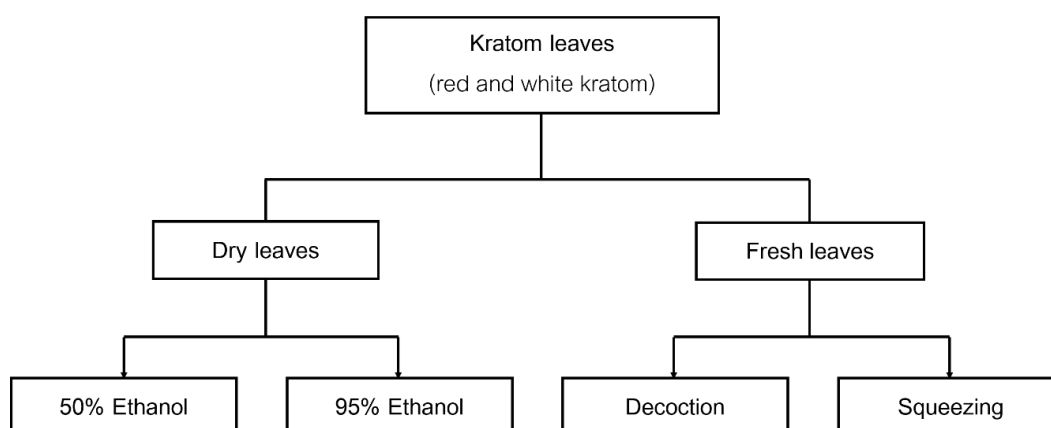 Kratom leaves
(red and white kratom)
Dry leaves
Fresh leaves
50% Ethanol
95% Ethanol
Decoction
Squeezing